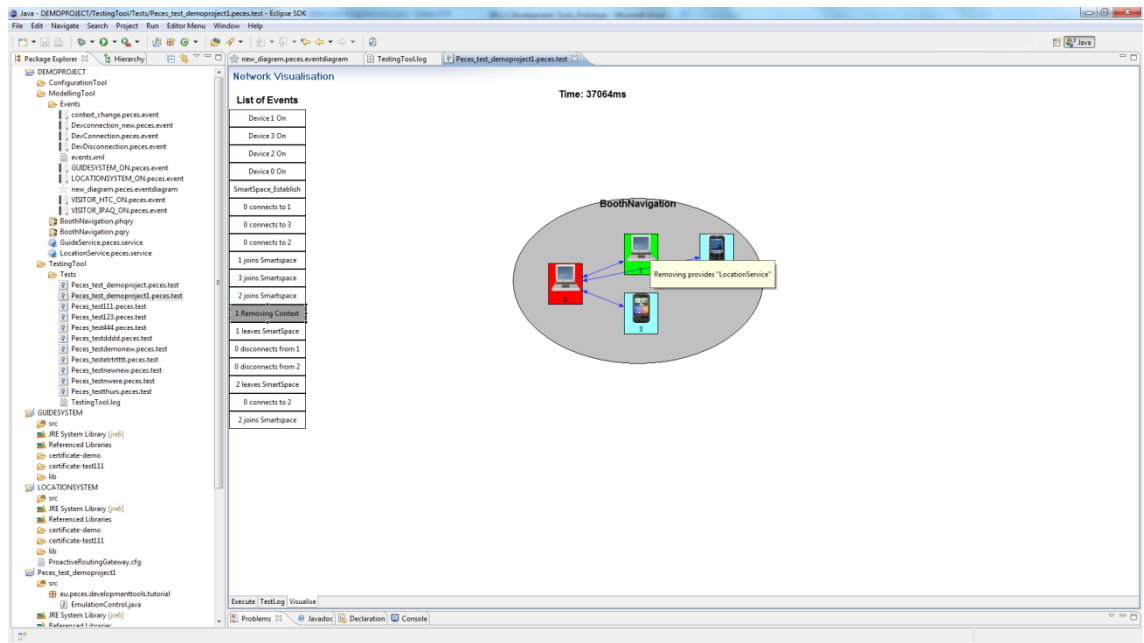 Java - DEMOPROJECT/TestingTool/Tests/Peces_test_demoproject1.peces.test - Eclipse SDK
File Edit Navigate Search Project Run Editor Menu Window Help
Java
Package Explorer Hierarchy
new_diagram.peces.eventdiagram TestingTool.log Peces_test_demoproject1.peces.test
DEMOPROJECT
ConfigurationTool
ModellingTool
Events
context_change.peces.event
Devconnection_new.peces.event
DevConnection.peces.event
DevDisconnection.peces.event
events.xml
GUIDESYSTEM_ON.peces.event
LOCATIONSYSTEM_ON.peces.event
new_diagram.peces.eventdiagram
VISITOR_HTC_ON.peces.event
VISITOR_IPAQ_ON.peces.event
BoothNavigation.phqry
BoothNavigation.pqry
GuideService.peces.service
LocationService.peces.service
TestingTool
Tests
Peces_test_demoproject.peces.test
Peces_test_demoproject1.peces.test
Peces_test111.peces.test
Peces_test123.peces.test
Peces_test444.peces.test
Peces_testdddd.peces.test
Peces_testdemonew.peces.test
Peces_testetrtrtttt.peces.test
Peces_testnewnew.peces.test
Peces_testnwere.peces.test
Peces_testthurs.peces.test
TestingTool.log
GUIDESYSTEM
src
JRE System Library [jre6]
Referenced Libraries
certificate-demo
certificate-test111
lib
LOCATIONSYSTEM
src
JRE System Library [jre6]
Referenced Libraries
certificate-demo
certificate-test111
lib
ProactiveRoutingGateway.cfg
Peces_test_demoproject1
src
eu.peces.developmenttools.tutorial
EmulationControl.java
JRE System Library [jre6]
Referenced Libraries
Network Visualisation
List of Events
Device 1 On
Device 3 On
Device 2 On
Device 0 On
SmartSpace_Establish
0 connects to 1
0 connects to 3
0 connects to 2
1 joins Smartspace
3 joins Smartspace
2 joins Smartspace
1 Removing Context
1 leaves SmartSpace
0 disconnects from 1
0 disconnects from 2
2 leaves SmartSpace
0 connects to 2
2 joins Smartspace
Time: 37064ms
BoothNavigation
1
Removing provides "LocationService"
0
3
Execute TestLog Visualise
Problems Javadoc Declaration Console